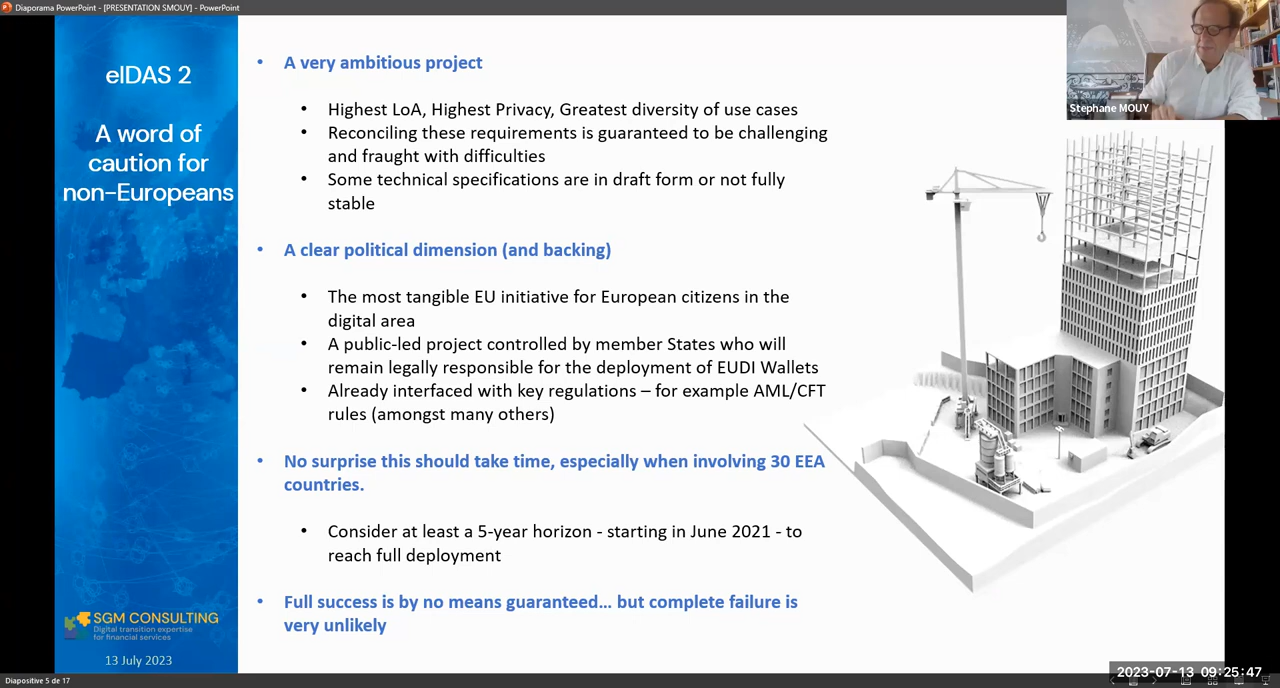 Diaporama PowerPoint - [PRESENTATION SMOUY] - PowerPoint
eIDAS 2
A word of
caution for
non-Europeans
• A very ambitious project
• Highest LoA, Highest Privacy, Greatest diversity of use cases
• Reconciling these requirements is guaranteed to be challenging
and fraught with difficulties
• Some technical specifications are in draft form or not fully
stable
• A clear political dimension (and backing)
• The most tangible EU initiative for European citizens in the
digital area
• A public-led project controlled by member States who will
remain legally responsible for the deployment of EUDI Wallets
• Already interfaced with key regulations – for example AML/CFT
rules (amongst many others)
• No surprise this should take time, especially when involving 30 EEA
countries.
• Consider at least a 5-year horizon - starting in June 2021 - to
reach full deployment
• Full success is by no means guaranteed… but complete failure is
very unlikely
Stephane MOUY
SGM CONSULTING
Digital transition expertise
for financial services
13 July 2023
Diapositive 5 de 17
2023-07-13 09:25:47